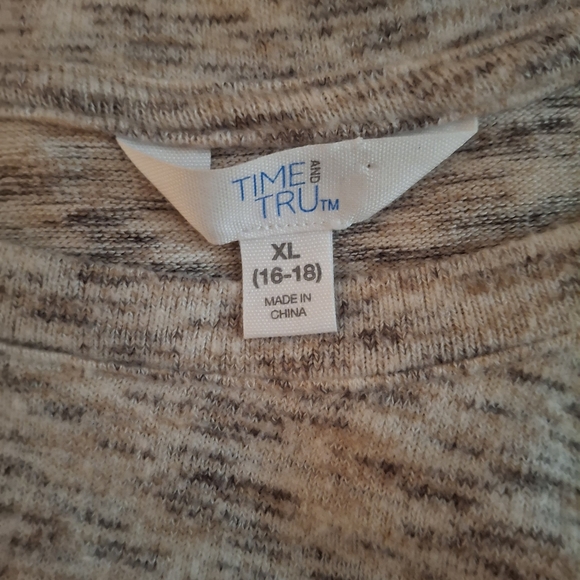 TIME AND
TRU™
XL
(16-18)
MADE IN
CHINA